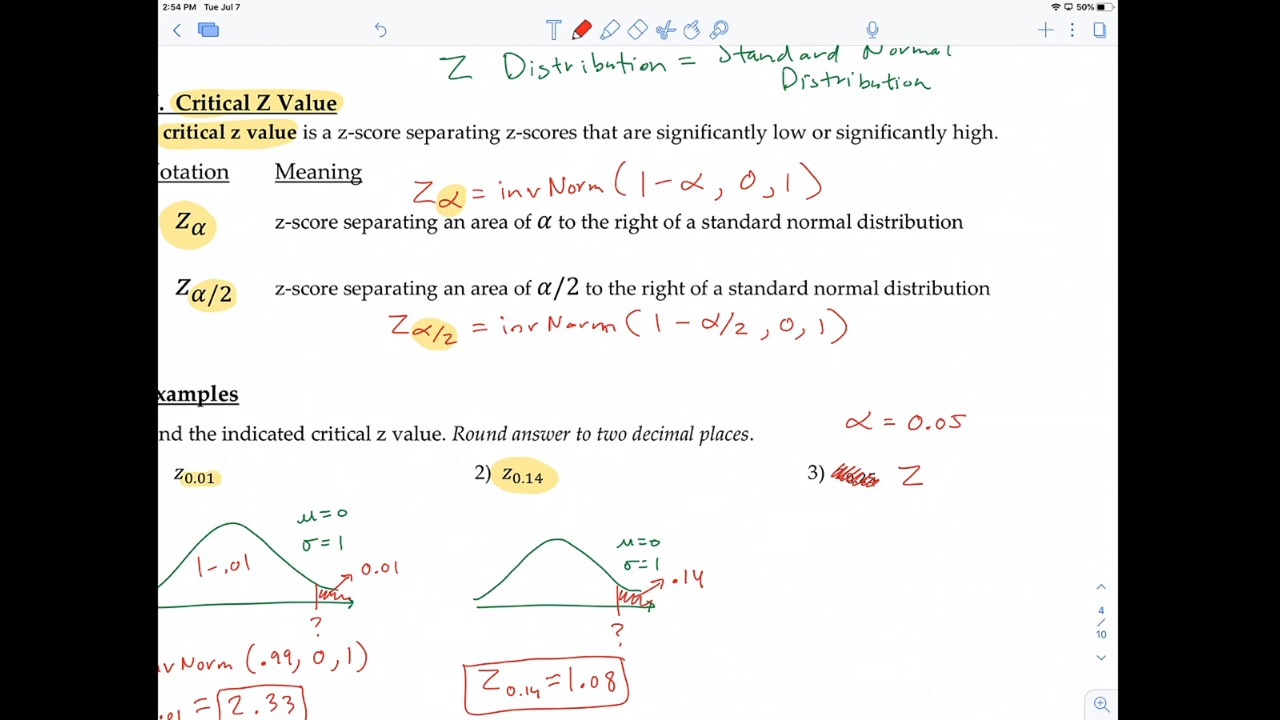 2:54 PM Tue Jul 7
50%
Z Distribution = Standard Normal
Distribution
. Critical Z Value
critical z value is a z-score separating z-scores that are significantly low or significantly high.
otation Meaning
Zα = invNorm (1-α, 0, 1)
Zα z-score separating an area of α to the right of a standard normal distribution
Zα/2 z-score separating an area of α/2 to the right of a standard normal distribution
Zα/2 = invNorm (1 - α/2, 0, 1)
xamples
α = 0.05
nd the indicated critical z value. Round answer to two decimal places.
z0.01 2) z0.14 3) Z
μ=0
σ=1
1-.01
0.01
?
μ=0
σ=1
.14
?
vNorm (.99, 0, 1)
.01 = 2.33
Z0.14 = 1.08
4
/
10